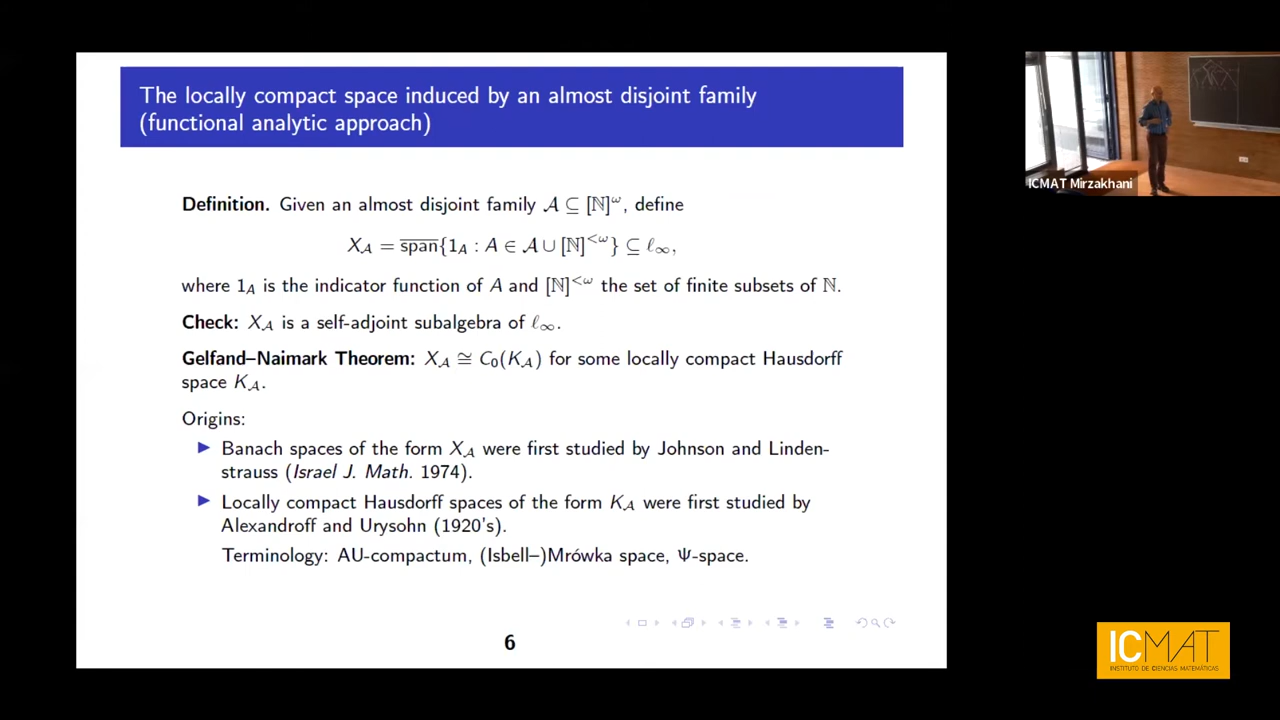 The locally compact space induced by an almost disjoint family
(functional analytic approach)
Definition. Given an almost disjoint family 𝒜 ⊆ [ℕ]^ω, define
X_𝒜 = \overline{span}{1_A : A ∈ 𝒜 ∪ [ℕ]^{<ω}} ⊆ ℓ_∞,
where 1_A is the indicator function of A and [ℕ]^{<ω} the set of finite subsets of ℕ.
Check: X_𝒜 is a self-adjoint subalgebra of ℓ_∞.
Gelfand–Naimark Theorem: X_𝒜 ≅ C_0(K_𝒜) for some locally compact Hausdorff
space K_𝒜.
Origins:
▶ Banach spaces of the form X_𝒜 were first studied by Johnson and Linden-
strauss (Israel J. Math. 1974).
▶ Locally compact Hausdorff spaces of the form K_𝒜 were first studied by
Alexandroff and Urysohn (1920's).
Terminology: AU-compactum, (Isbell–)Mrówka space, Ψ-space.
6
ICMAT Mirzakhani
ICMAT
INSTITUTO DE CIENCIAS MATEMÁTICAS